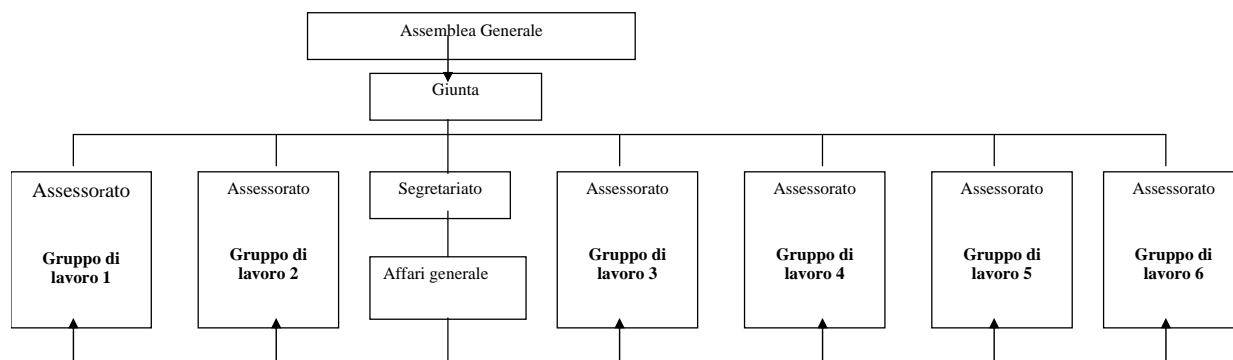 Assemblea Generale
Giunta
Assessorato
Assessorato
Segretariato
Assessorato
Assessorato
Assessorato
Assessorato
Gruppo di
lavoro 1
Gruppo di
lavoro 2
Affari generale
Gruppo di
lavoro 3
Gruppo di
lavoro 4
Gruppo di
lavoro 5
Gruppo di
lavoro 6